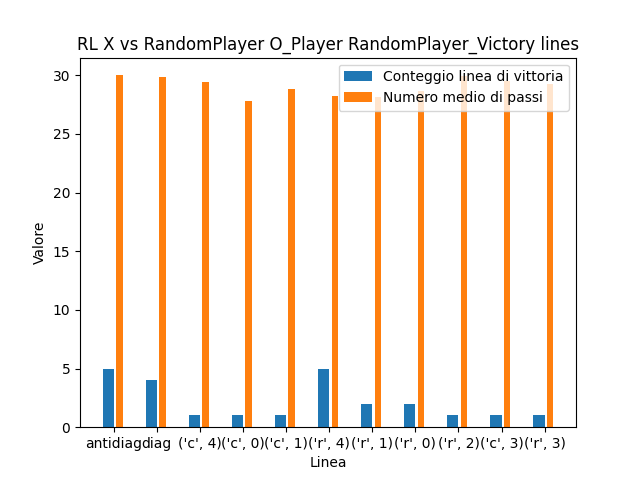 RL X vs RandomPlayer O_Player RandomPlayer_Victory lines
Conteggio linea di vittoria
Numero medio di passi
30
25
20
15
10
5
0
Valore
antidiag diag ('c', 4) ('c', 0) ('c', 1) ('r', 4) ('r', 1) ('r', 0) ('r', 2) ('c', 3) ('r', 3)
Linea